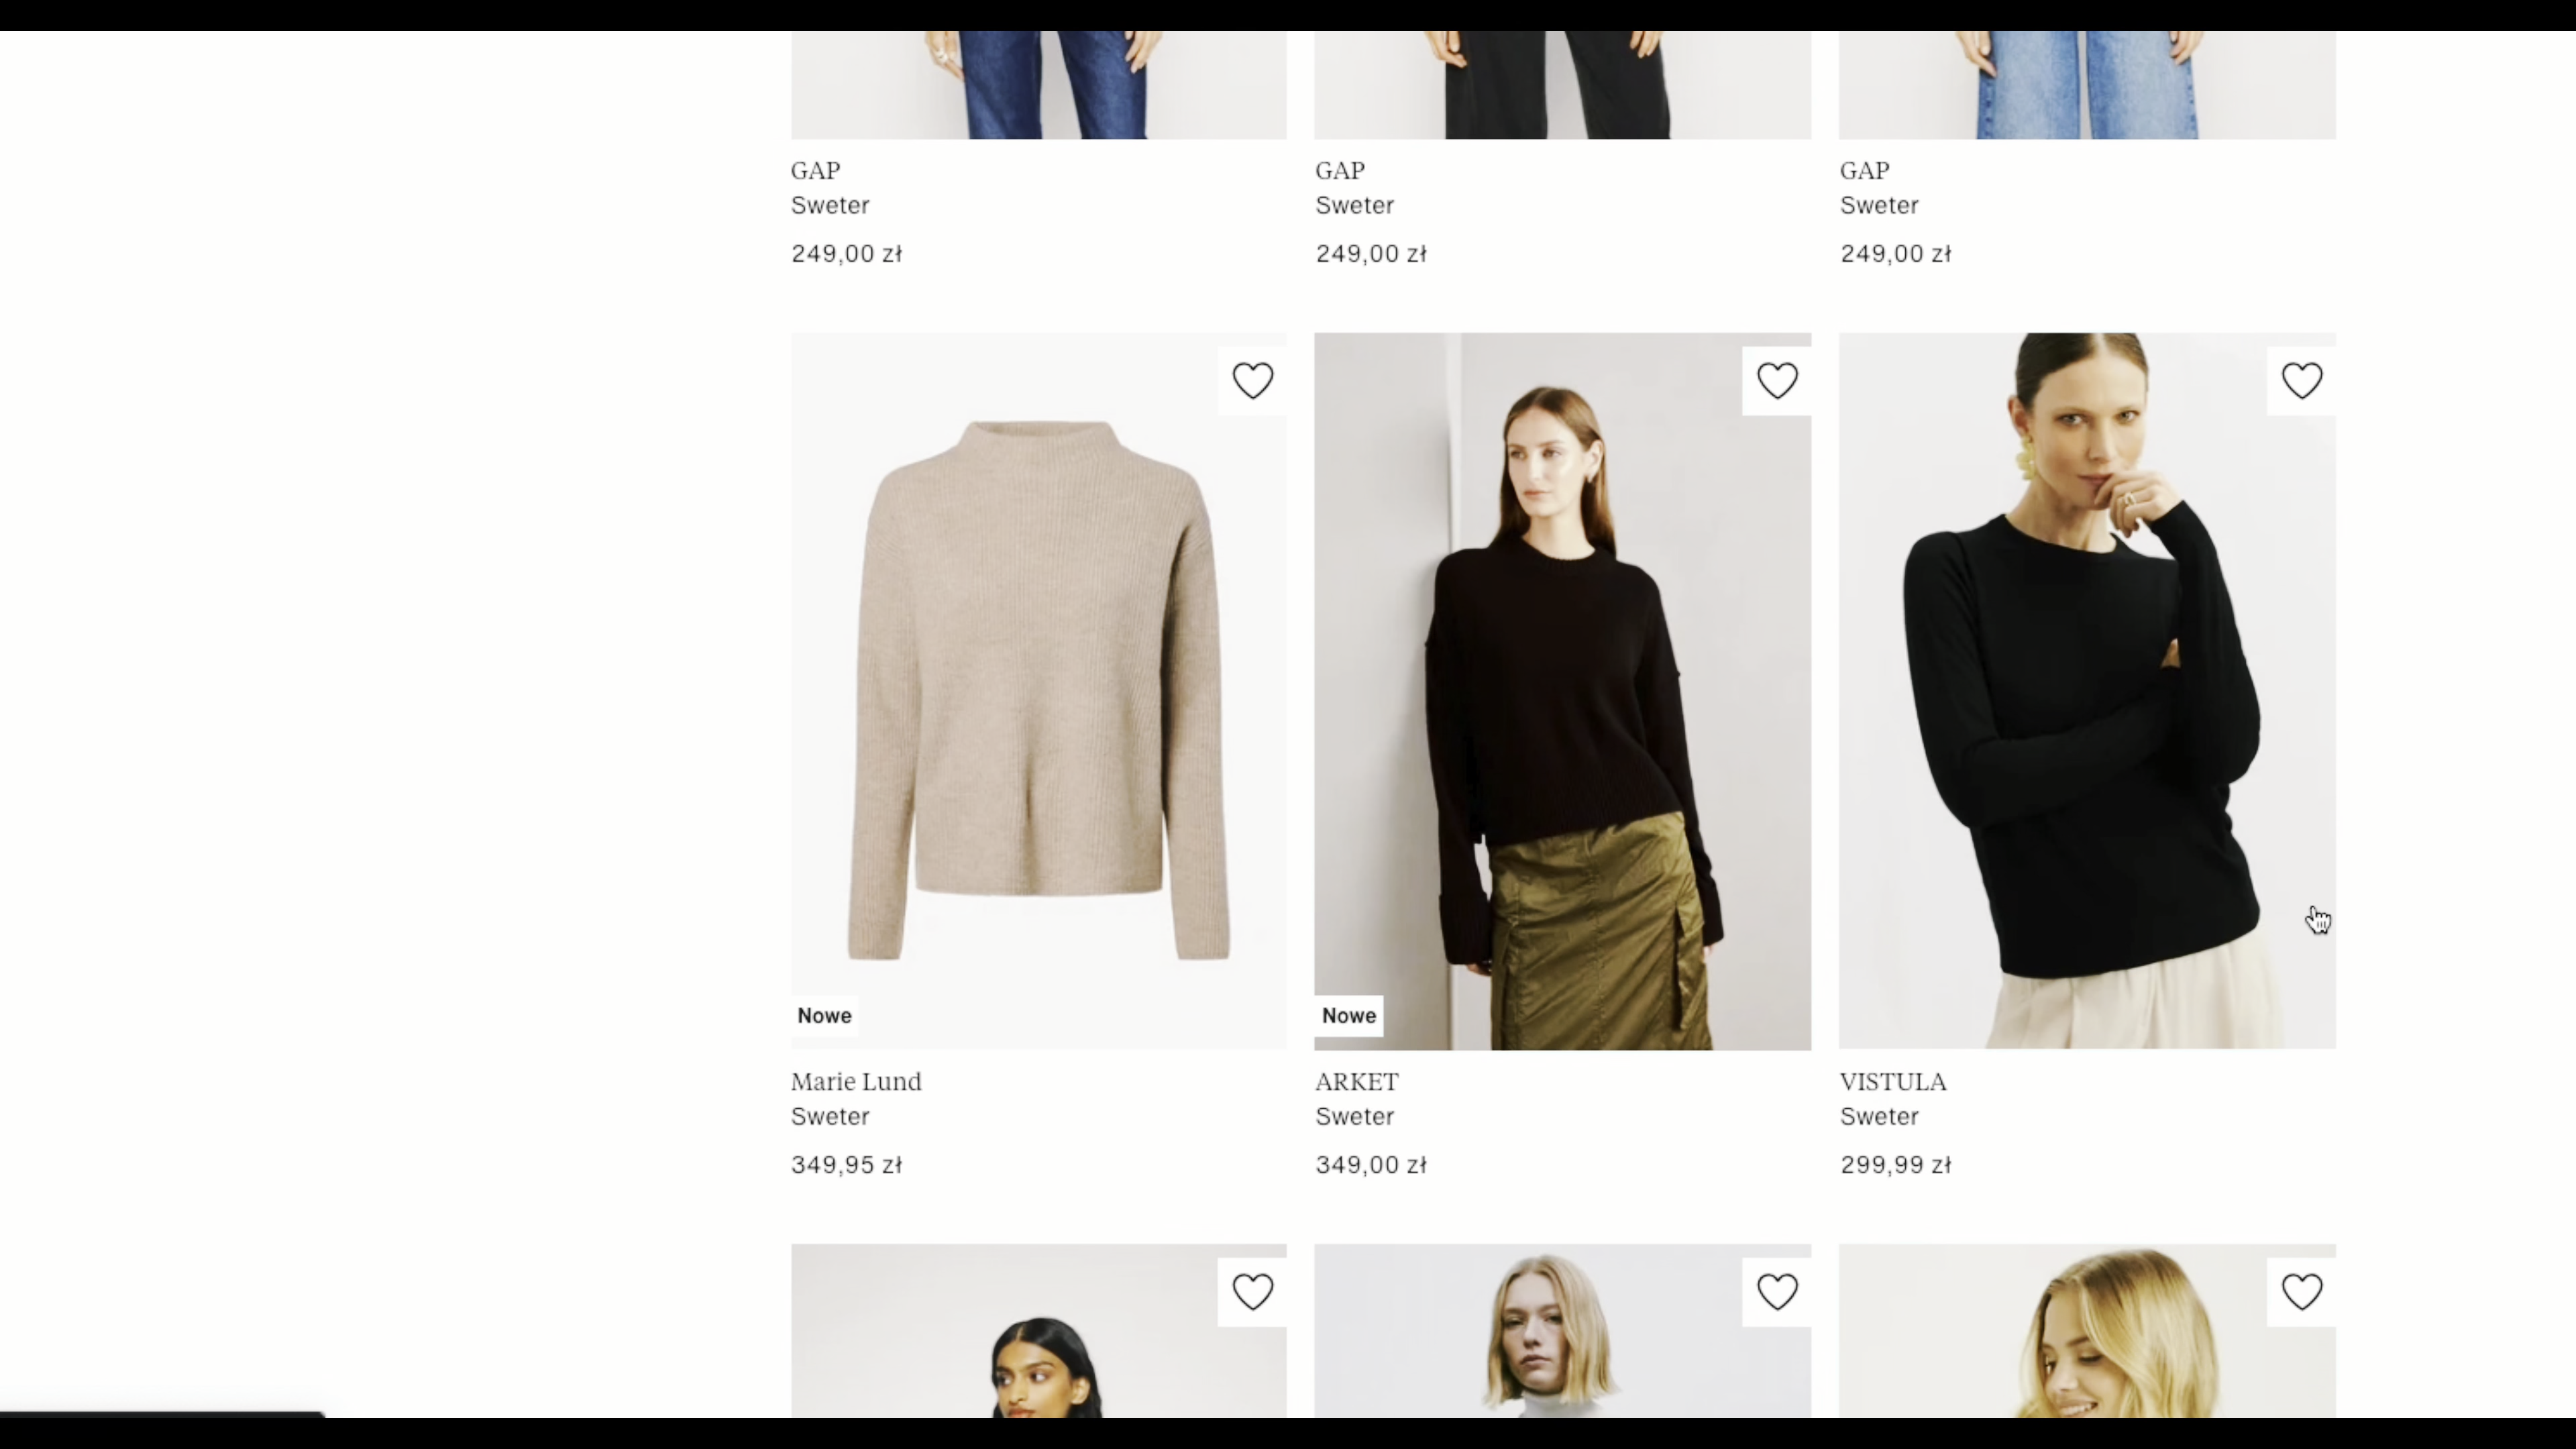 GAP
Sweter
249,00 zł
GAP
Sweter
249,00 zł
GAP
Sweter
249,00 zł
Nowe
Marie Lund
Sweter
349,95 zł
Nowe
ARKET
Sweter
349,00 zł
VISTULA
Sweter
299,99 zł